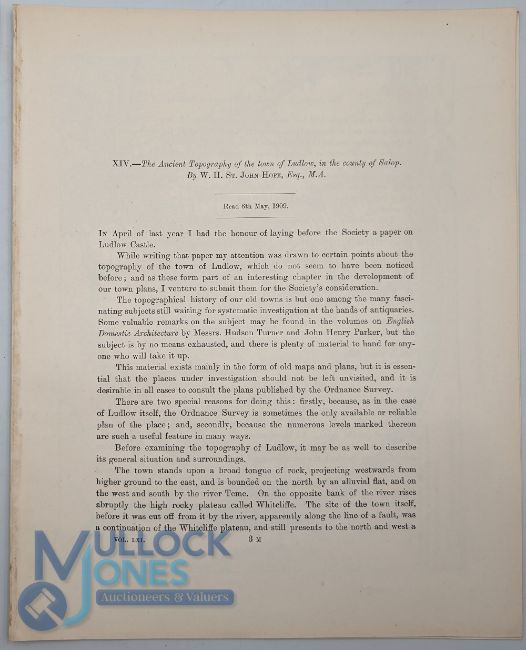 XIV.—The Ancient Topography of the town of Ludlow, in the county of Salop.
By W. H. St. John Hope, Esq., M.A.
Read 6th May, 1909.
In April of last year I had the honour of laying before the Society a paper on
Ludlow Castle.
While writing that paper my attention was drawn to certain points about the
topography of the town of Ludlow, which do not seem to have been noticed
before; and as those form part of an interesting chapter in the development of
our town plans, I venture to submit them for the Society's consideration.
The topographical history of our old towns is but one among the many fasci-
nating subjects still waiting for systematic investigation at the hands of antiquaries.
Some valuable remarks on the subject may be found in the volumes on English
Domestic Architecture by Messrs. Hudson Turner and John Henry Parker, but the
subject is by no means exhausted, and there is plenty of material to hand for any-
one who will take it up.
This material exists mainly in the form of old maps and plans, but it is essen-
tial that the places under investigation should not be left unvisited, and it is
desirable in all cases to consult the plans published by the Ordnance Survey.
There are two special reasons for doing this: firstly, because, as in the case
of Ludlow itself, the Ordnance Survey is sometimes the only available or reliable
plan of the place; and, secondly, because the numerous levels marked thereon
are such a useful feature in many ways.
Before examining the topography of Ludlow, it may be as well to describe
its general situation and surroundings.
The town stands upon a broad tongue of rock, projecting westwards from
higher ground to the east, and is bounded on the north by an alluvial flat, and on
the west and south by the river Teme. On the opposite bank of the river rises
abruptly the high rocky plateau called Whitcliffe. The site of the town itself,
before it was cut off from it by the river, apparently along the line of a fault, was
a continuation of the Whitcliffe plateau, and still presents to the north and west a
VOL. LXI. 3 M
MULLOCK
JONES
Auctioneers & Valuers